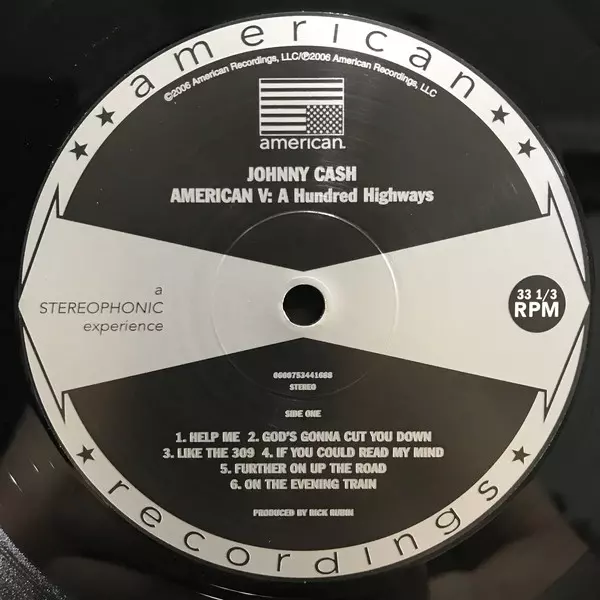 american
©2006 American Recordings, LLC/℗2006 American Recordings, LLC
american.
JOHNNY CASH
AMERICAN V: A Hundred Highways
a
STEREOPHONIC
experience
33 1/3
RPM
STEREO
SIDE ONE
1. HELP ME 2. GOD'S GONNA CUT YOU DOWN
3. LIKE THE 309 4. IF YOU COULD READ MY MIND
5. FURTHER ON UP THE ROAD
6. ON THE EVENING TRAIN
PRODUCED BY RICK RUBIN
recordings